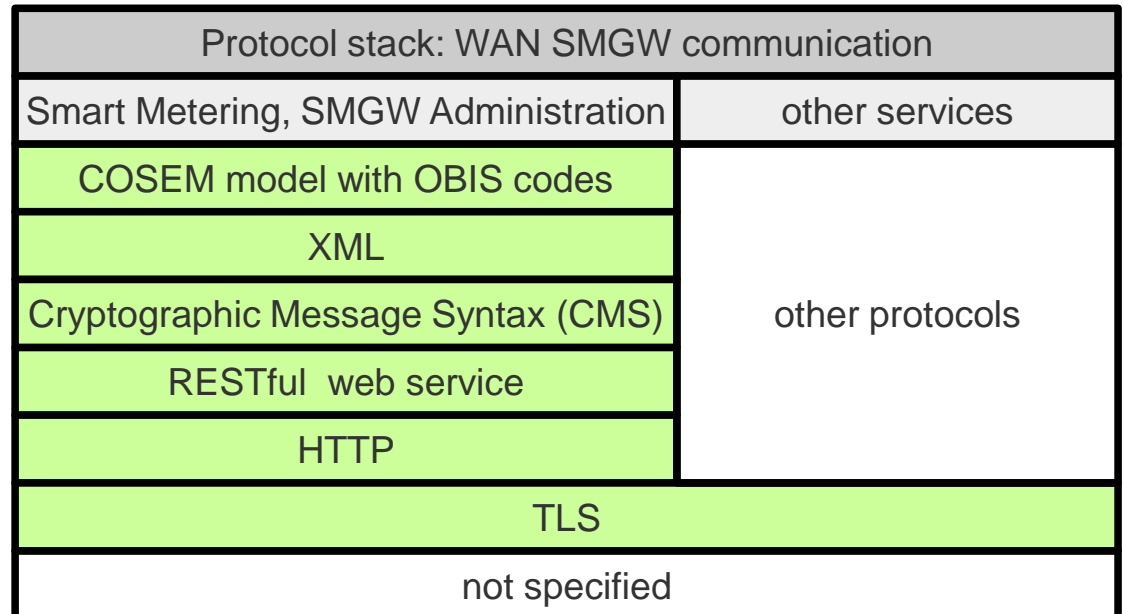 Protocol stack: WAN SMGW communication
Smart Metering, SMGW Administration
other services
COSEM model with OBIS codes
XML
Cryptographic Message Syntax (CMS)
other protocols
RESTful web service
HTTP
TLS
not specified